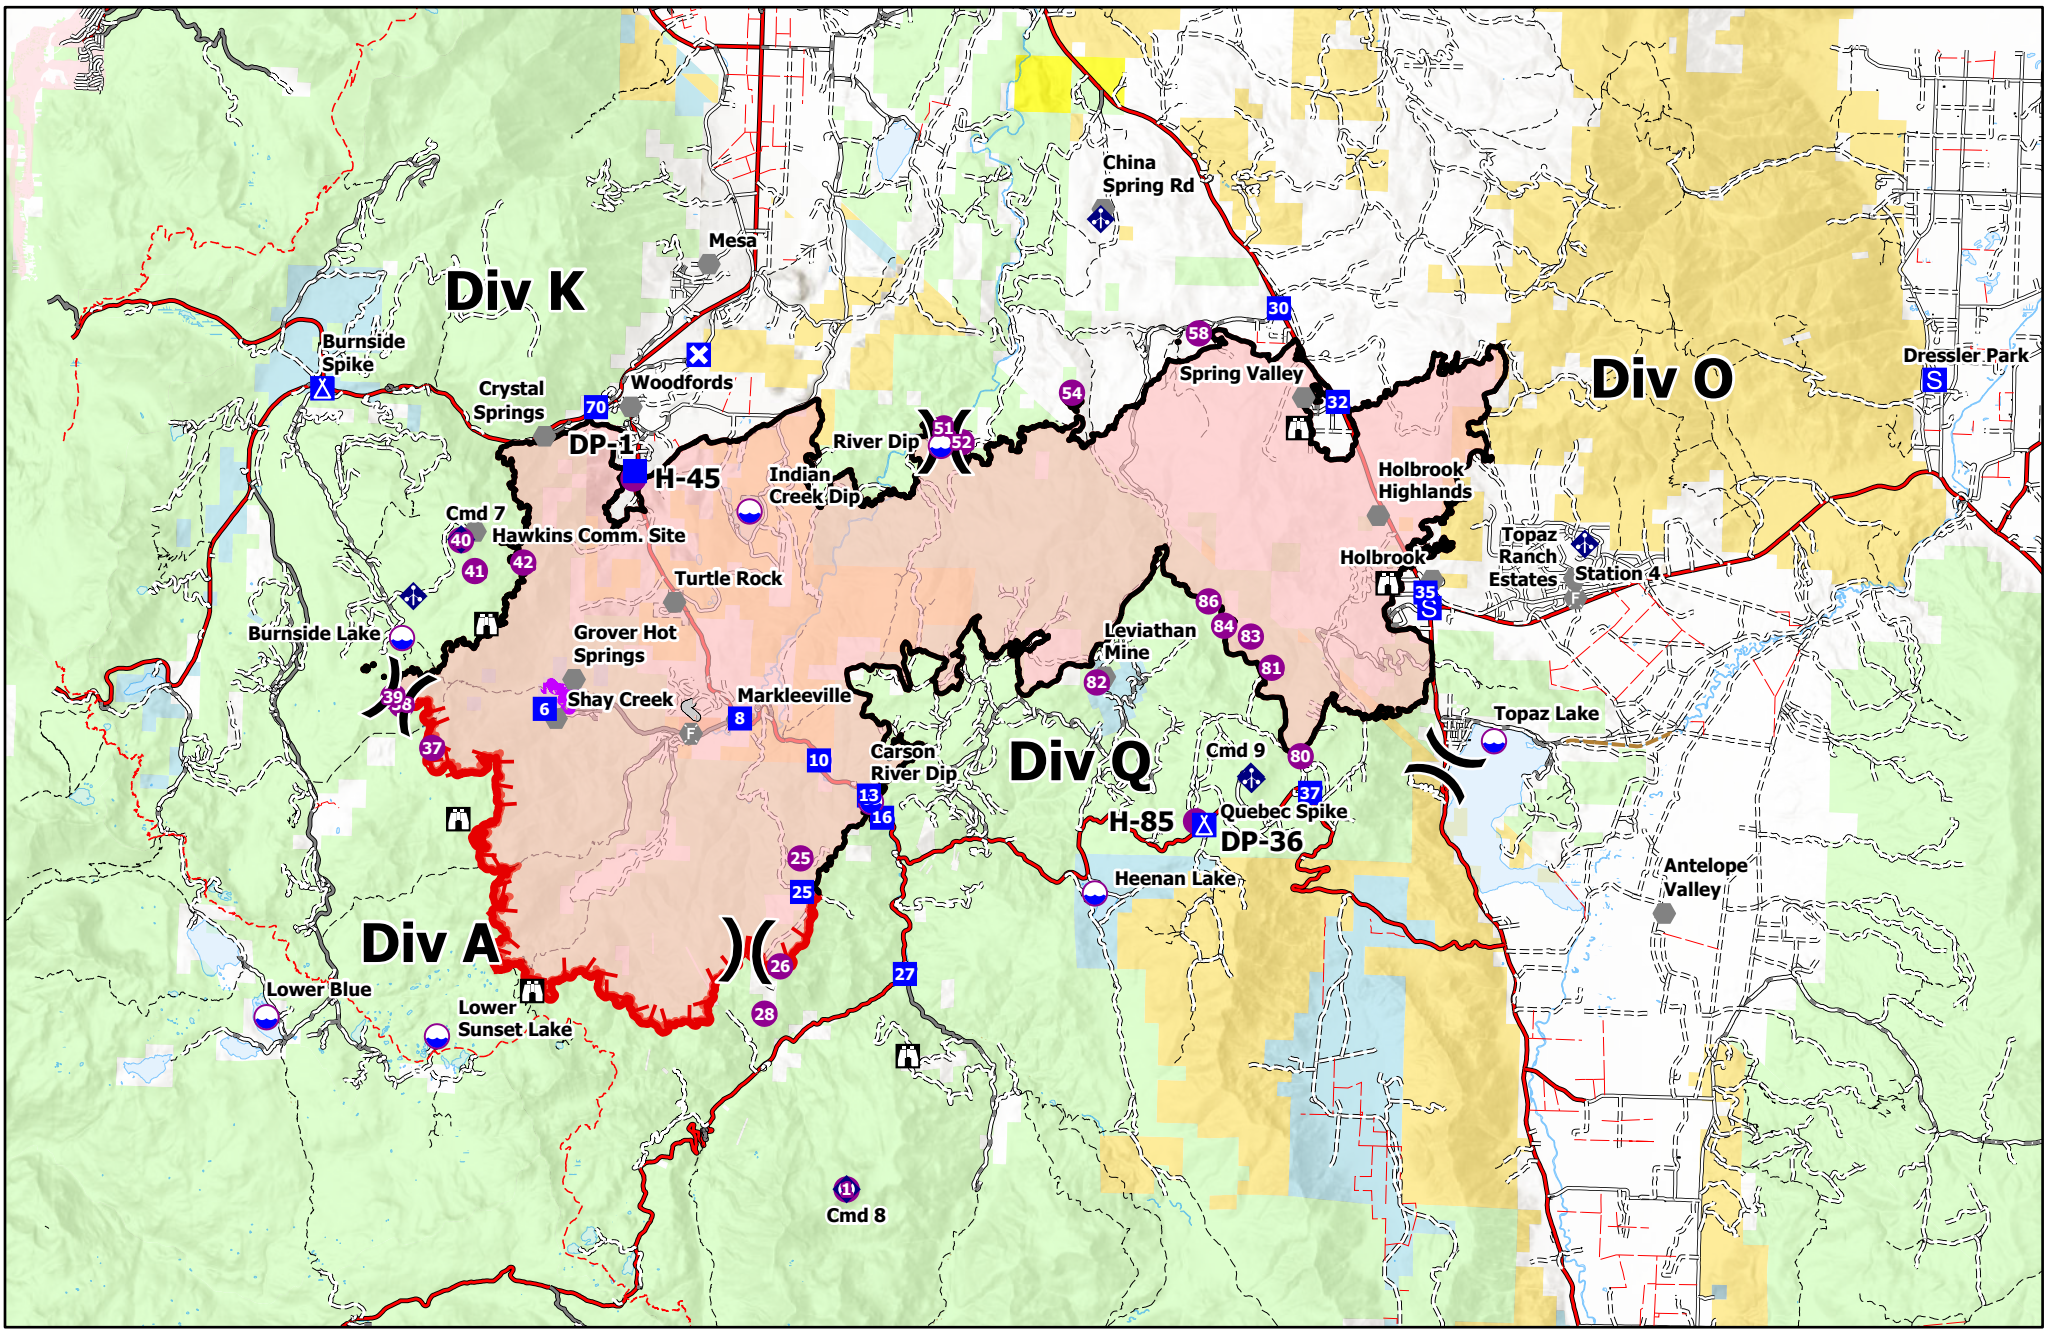 China
Spring Rd
Mesa
Div K
30
Burnside
Spike
58
Dressler Park
S
Div O
Spring Valley
Crystal
Springs
Woodfords
70
54
32
DP-1
River Dip
51
52
H-45
Indian
Creek Dip
Holbrook
Highlands
Cmd 7
40
Hawkins Comm. Site
41
42
Topaz
Ranch
Estates
Station 4
F
Holbrook
35
S
Turtle Rock
86
84
83
81
Burnside Lake
Grover Hot
Springs
Leviathan
Mine
82
39
38
6
Shay Creek
Markleeville
8
F
Topaz Lake
37
10
Carson
River Dip
Div Q
Cmd 9
80
13
16
37
H-85
Quebec Spike
DP-36
25
25
Heenan Lake
Antelope
Valley
Div A
26
27
Lower Blue
Lower
Sunset Lake
28
Cmd 8